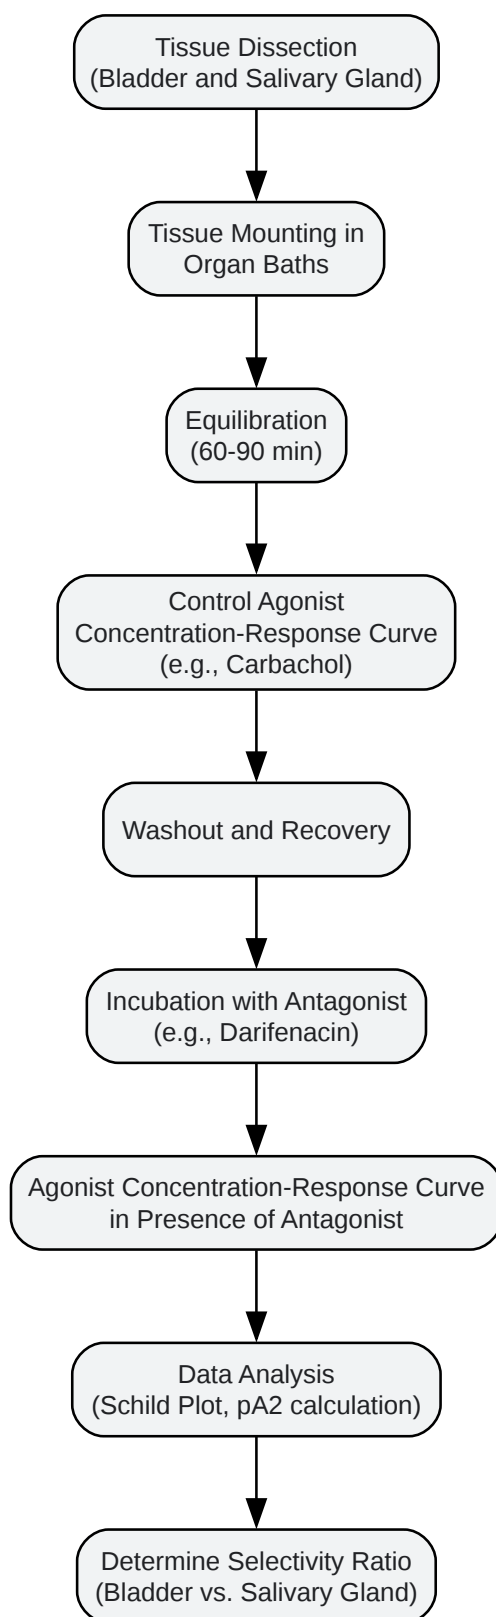 Tissue Dissection
(Bladder and Salivary Gland)
Tissue Mounting in
Organ Baths
Equilibration
(60-90 min)
Control Agonist
Concentration-Response Curve
(e.g., Carbachol)
Washout and Recovery
Incubation with Antagonist
(e.g., Darifenacin)
Agonist Concentration-Response Curve
in Presence of Antagonist
Data Analysis
(Schild Plot, pA2 calculation)
Determine Selectivity Ratio
(Bladder vs. Salivary Gland)